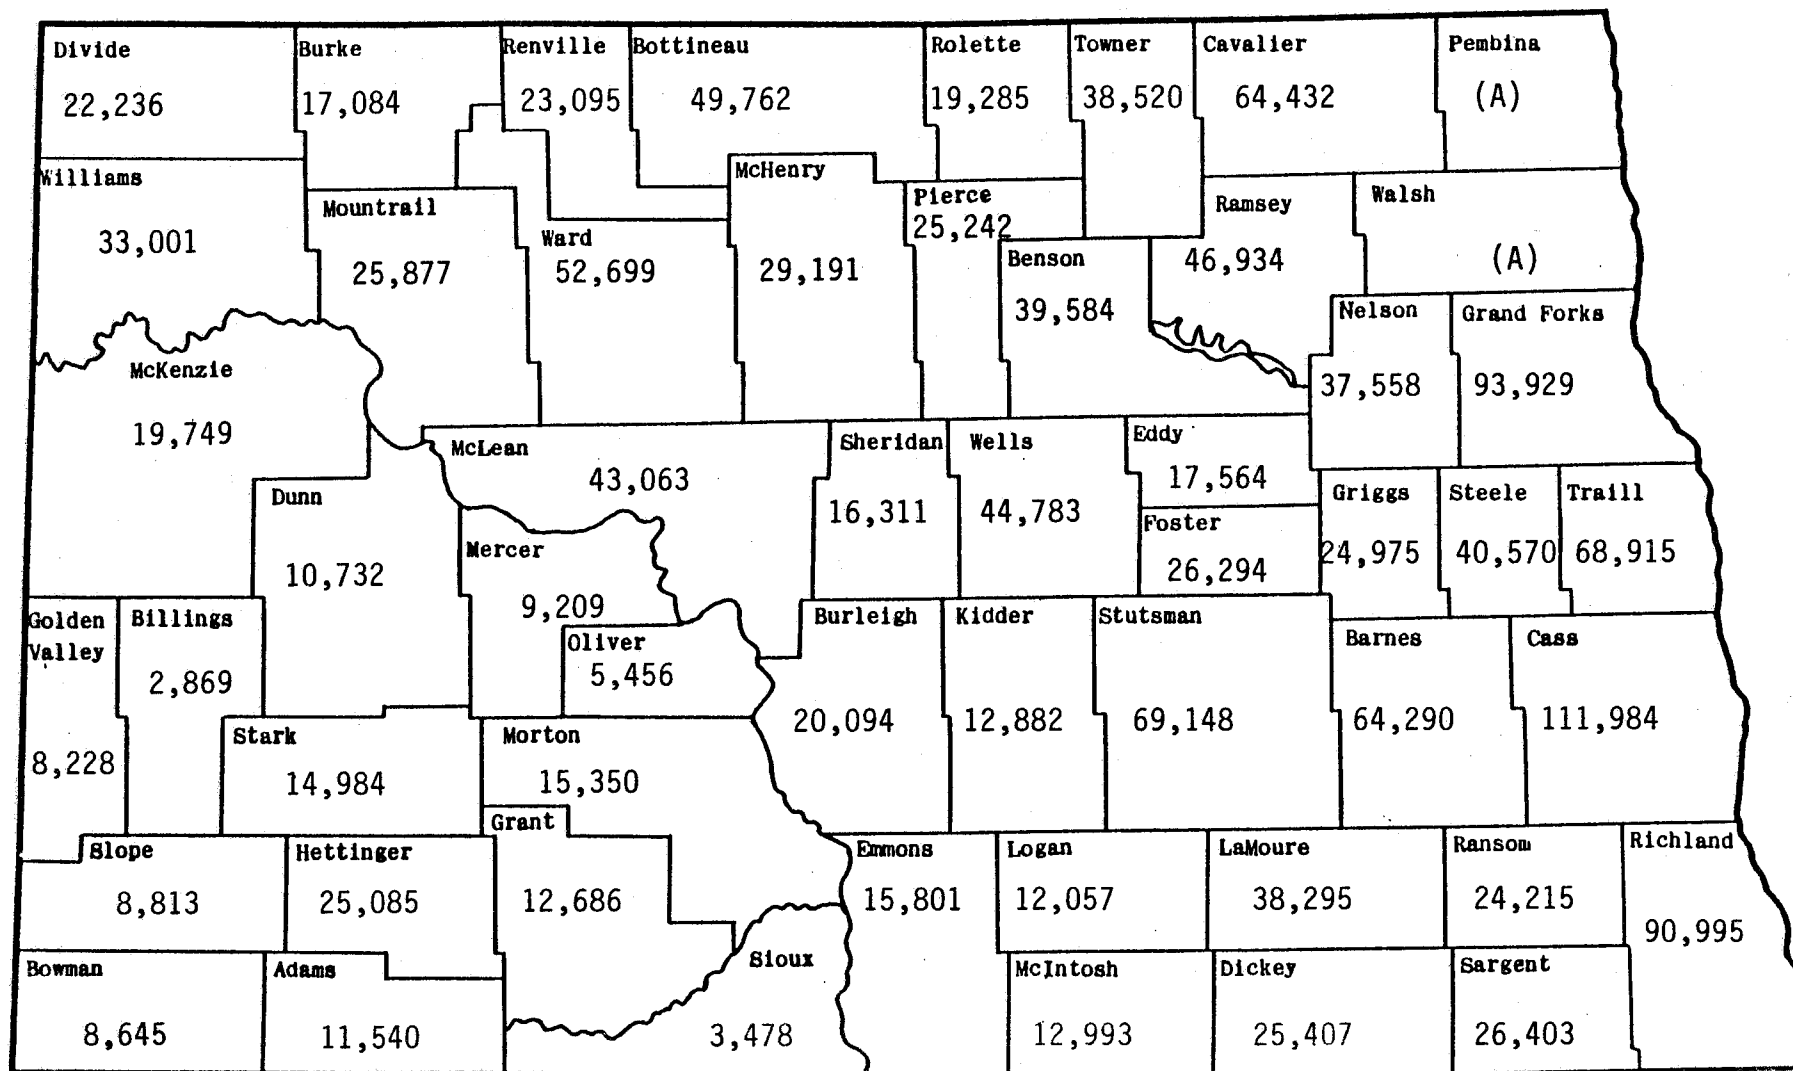 Divide
22,236
Burke
17,084
Renville
23,095
Bottineau
49,762
Rolette
19,285
Towner
38,520
Cavalier
64,432
Pembina
(A)
Williams
33,001
Mountrail
25,877
Ward
52,699
McHenry
29,191
Pierce
25,242
Benson
39,584
Ramsey
46,934
Walsh
(A)
Nelson
37,558
Grand Forks
93,929
McKenzie
19,749
Dunn
10,732
McLean
43,063
Mercer
9,209
Oliver
5,456
Sheridan
16,311
Wells
44,783
Eddy
17,564
Foster
26,294
Griggs
24,975
Steele
40,570
Traill
68,915
Golden
Valley
8,228
Billings
2,869
Stark
14,984
Morton
15,350
Burleigh
20,094
Kidder
12,882
Stutsman
69,148
Barnes
64,290
Cass
111,984
Slope
8,813
Hettinger
25,085
Grant
12,686
Emmons
15,801
Logan
12,057
LaMoure
38,295
Ransom
24,215
Richland
90,995
Bowman
8,645
Adams
11,540
Sioux
3,478
McIntosh
12,993
Dickey
25,407
Sargent
26,403